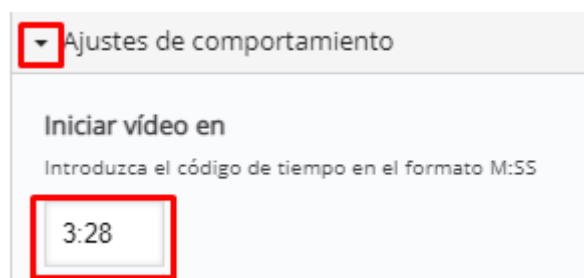 Ajustes de comportamiento
Iniciar vídeo en
Introduzca el código de tiempo en el formato M:SS
3:28